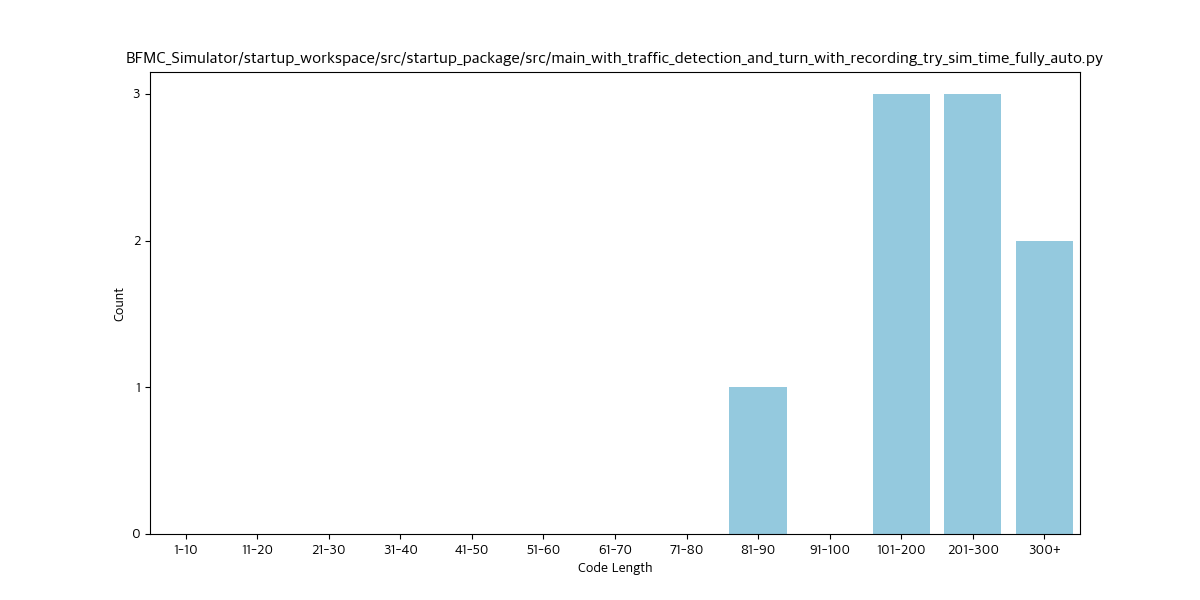 BFMC_Simulator/startup_workspace/src/startup_package/src/main_with_traffic_detection_and_turn_with_recording_try_sim_time_fully_auto.py
3
2
1
0
Count
1-10 11-20 21-30 31-40 41-50 51-60 61-70 71-80 81-90 91-100 101-200 201-300 300+
Code Length